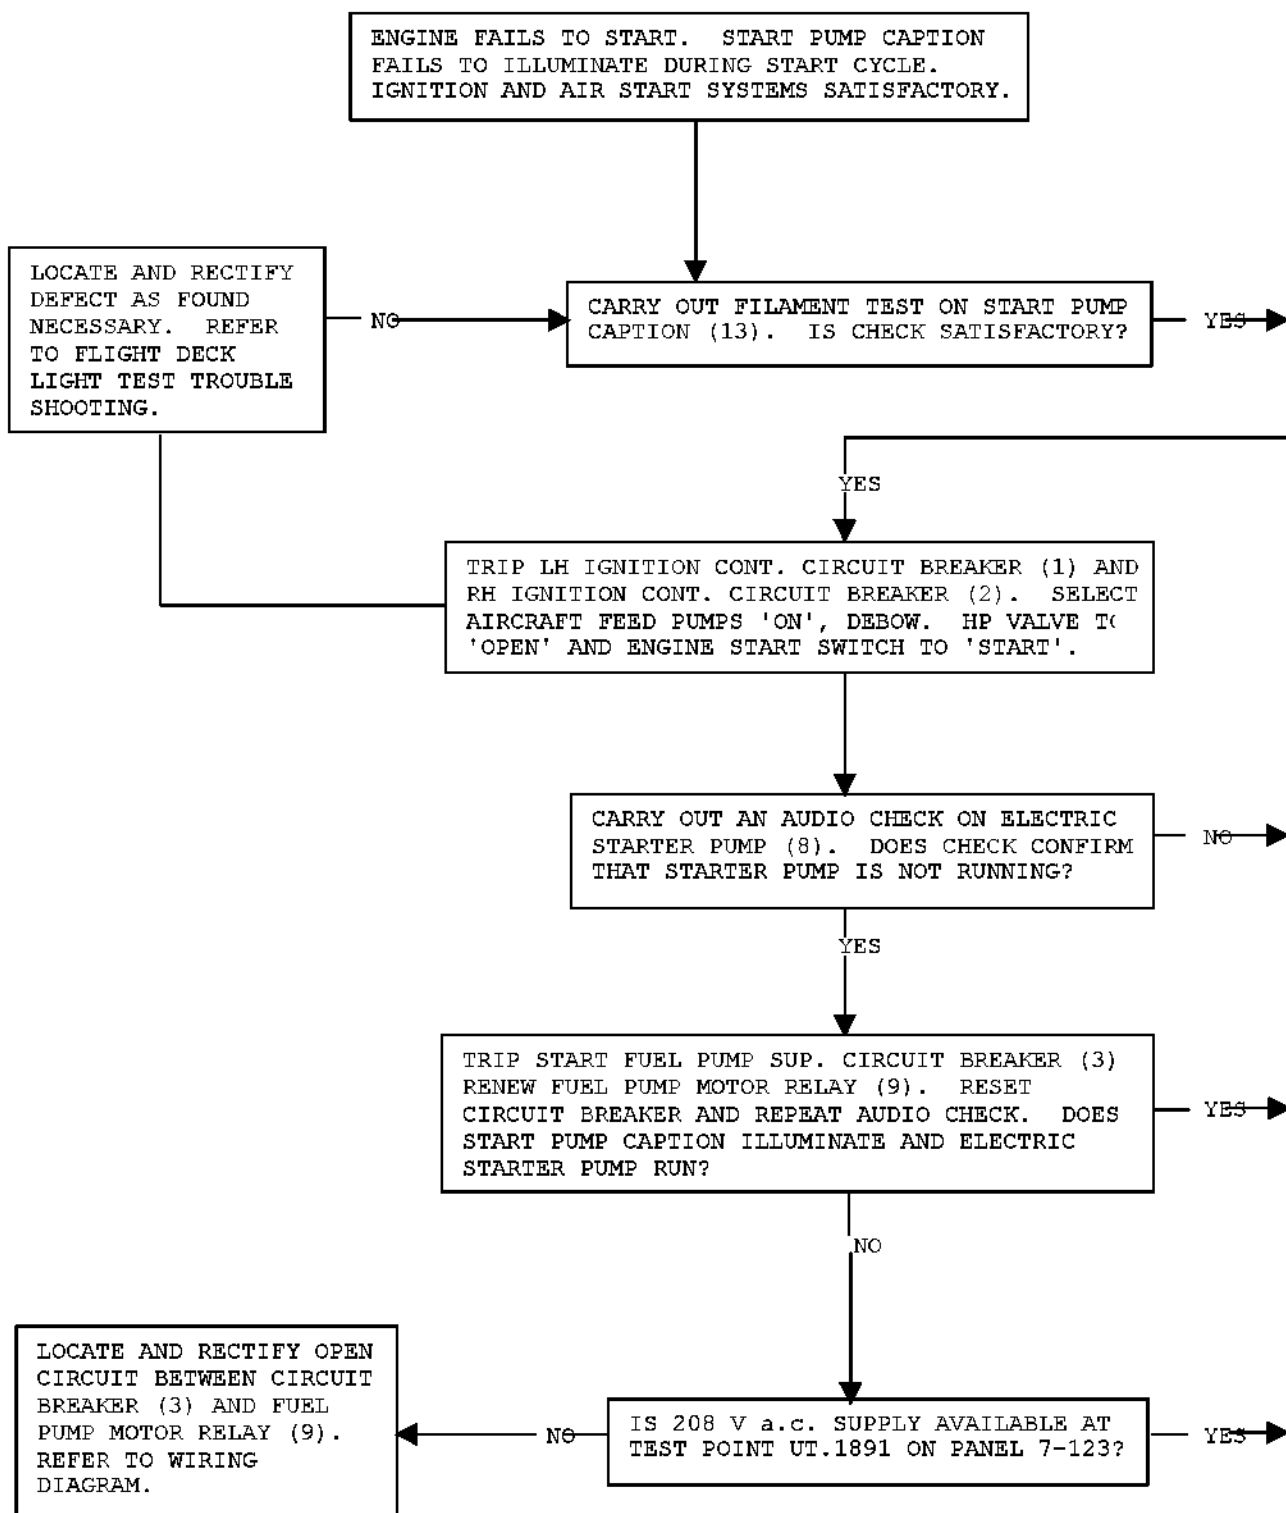 ENGINE FAILS TO START. START PUMP CAPTION
FAILS TO ILLUMINATE DURING START CYCLE.
IGNITION AND AIR START SYSTEMS SATISFACTORY.
LOCATE AND RECTIFY
DEFECT AS FOUND
NECESSARY. REFER
TO FLIGHT DECK
LIGHT TEST TROUBLE
SHOOTING.
NO
CARRY OUT FILAMENT TEST ON START PUMP
CAPTION (13). IS CHECK SATISFACTORY?
YES
YES
TRIP LH IGNITION CONT. CIRCUIT BREAKER (1) AND
RH IGNITION CONT. CIRCUIT BREAKER (2). SELECT
AIRCRAFT FEED PUMPS 'ON', DEBOW. HP VALVE TO
'OPEN' AND ENGINE START SWITCH TO 'START'.
CARRY OUT AN AUDIO CHECK ON ELECTRIC
STARTER PUMP (8). DOES CHECK CONFIRM
THAT STARTER PUMP IS NOT RUNNING?
NO
YES
TRIP START FUEL PUMP SUP. CIRCUIT BREAKER (3)
RENEW FUEL PUMP MOTOR RELAY (9). RESET
CIRCUIT BREAKER AND REPEAT AUDIO CHECK. DOES
START PUMP CAPTION ILLUMINATE AND ELECTRIC
STARTER PUMP RUN?
YES
NO
LOCATE AND RECTIFY OPEN
CIRCUIT BETWEEN CIRCUIT
BREAKER (3) AND FUEL
PUMP MOTOR RELAY (9).
REFER TO WIRING
DIAGRAM.
NO
IS 208 V a.c. SUPPLY AVAILABLE AT
TEST POINT UT.1891 ON PANEL 7-123?
YES